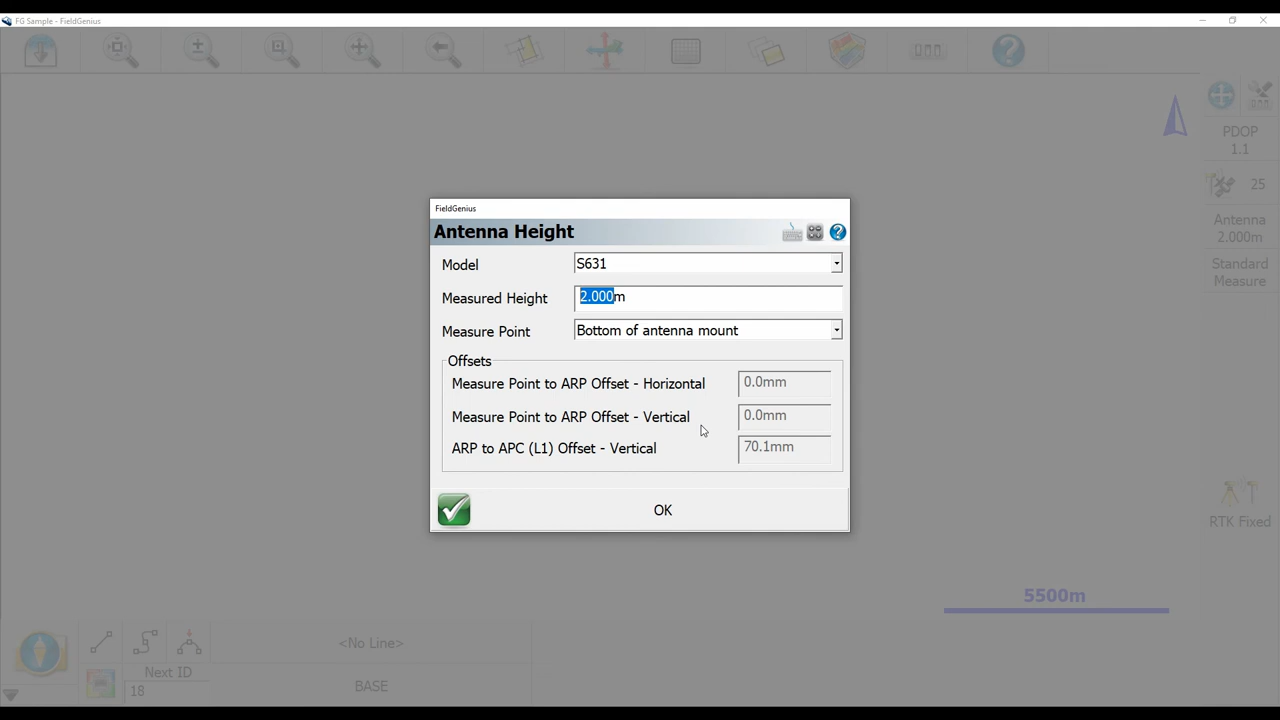 FG Sample - FieldGenius
PDOP
1.1
25
Antenna
2.000m
Standard
Measure
FieldGenius
Antenna Height
Model
S631
Measured Height
2.000m
Measure Point
Bottom of antenna mount
Offsets
Measure Point to ARP Offset - Horizontal
0.0mm
Measure Point to ARP Offset - Vertical
0.0mm
ARP to APC (L1) Offset - Vertical
70.1mm
OK
RTK Fixed
5500m
<No Line>
Next ID
18
BASE